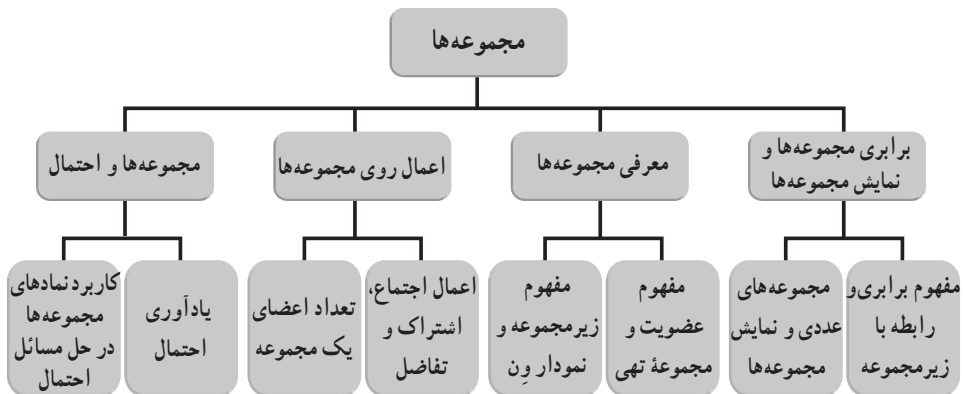 مجموعه‌ها
برابری مجموعه‌ها و
نمایش مجموعه‌ها
معرفی مجموعه‌ها
اعمال روی مجموعه‌ها
مجموعه‌ها و احتمال
مفهوم برابری و
رابطه با
زیرمجموعه
مجموعه‌های
عددی و نمایش
مجموعه‌ها
مفهوم
عضویت و
مجموعهٔ تهی
مفهوم
زیرمجموعه و
نمودار وِن
اعمال اجتماع،
اشتراک و
تفاضل
تعداد اعضای
یک مجموعه
یادآوری
احتمال
کاربرد نمادهای
مجموعه‌ها
در حل مسائل
احتمال